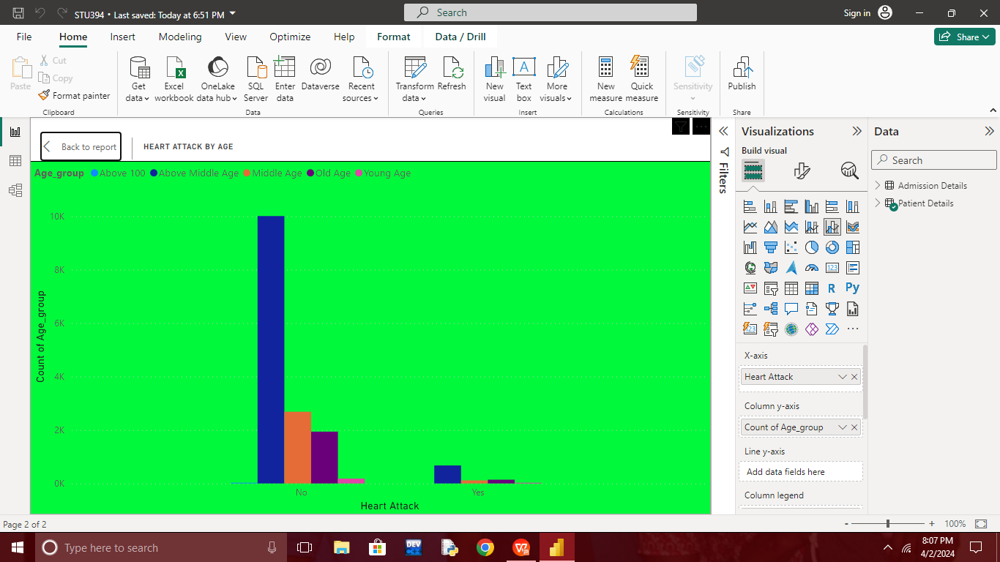 STU394 • Last saved: Today at 6:51 PM
Search
Sign in
File Home Insert Modeling View Optimize Help Format Data / Drill
Share
Paste
Cut
Copy
Format painter
Clipboard
Get data
Excel workbook
OneLake data hub
SQL Server
Enter data
Dataverse
Recent sources
Data
Transform data
Refresh
Queries
New visual
Text box
More visuals
Insert
New measure
Quick measure
Calculations
Sensitivity
Sensitivity
Publish
Share
Back to report
HEART ATTACK BY AGE
Age_group Above 100 Above Middle Age Middle Age Old Age Young Age
Count of Age_group
10K
8K
6K
4K
2K
0K
No Yes
Heart Attack
Filters
Visualizations
Build visual
123
R
Py
123
X-axis
Heart Attack
Column y-axis
Count of Age_group
Line y-axis
Add data fields here
Column legend
Data
Search
Admission Details
Patient Details
Page 2 of 2
- + 100%
Type here to search
DEV
8:07 PM
4/2/2024